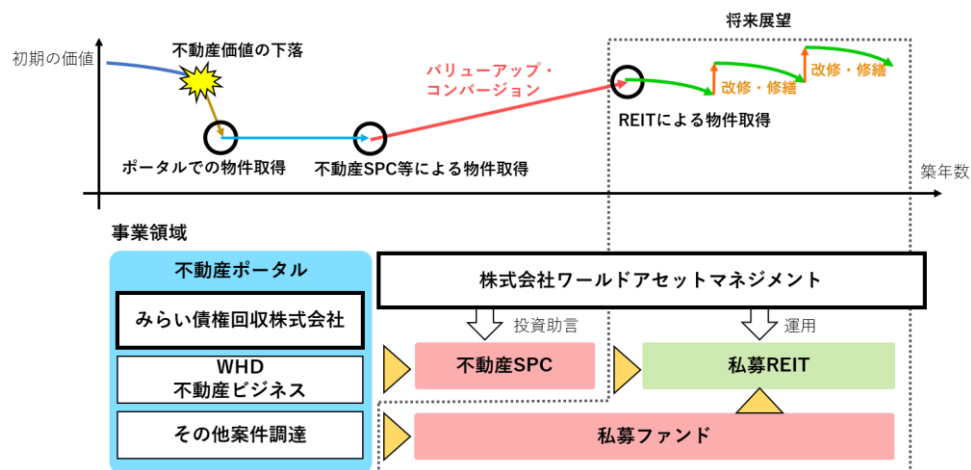 将来展望
初期の価値
不動産価値の下落
バリューアップ・
コンバージョン
改修・修繕
改修・修繕
REITによる物件取得
ポータルでの物件取得
不動産SPC等による物件取得
築年数
事業領域
不動産ポータル
株式会社ワールドアセットマネジメント
みらい債権回収株式会社
投資助言
運用
WHD
不動産ビジネス
不動産SPC
私募REIT
その他案件調達
私募ファンド